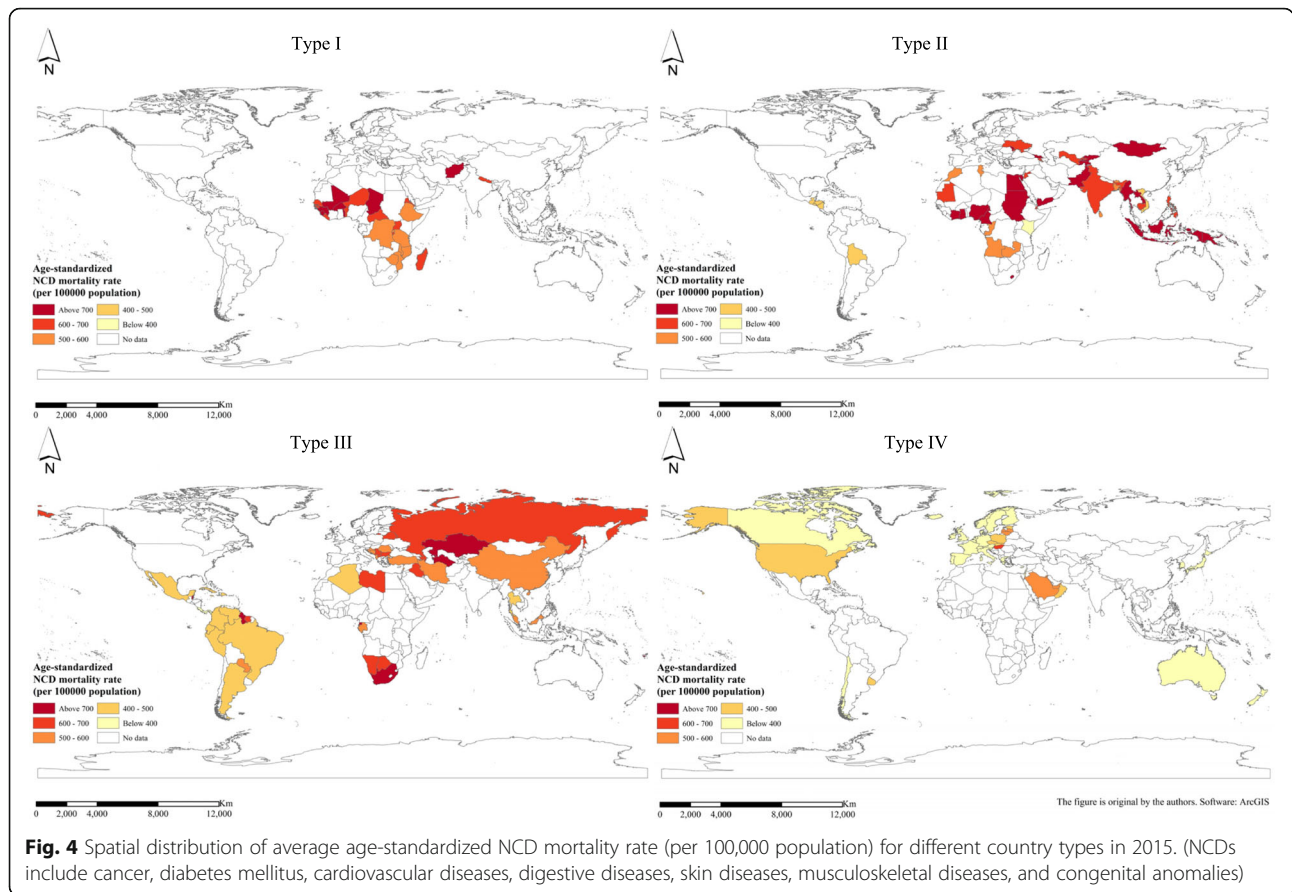 Type I
N
Age-standardized
NCD mortality rate
(per 100000 population)
Above 700
400 - 500
600 - 700
Below 400
500 - 600
No data
Km
0 2,000 4,000 8,000 12,000
Type II
N
Age-standardized
NCD mortality rate
(per 100000 population)
Above 700
400 - 500
600 - 700
Below 400
500 - 600
No data
Km
0 2,000 4,000 8,000 12,000
Type III
N
Age-standardized
NCD mortality rate
(per 100000 population)
Above 700
400 - 500
600 - 700
Below 400
500 - 600
No data
Km
0 2,000 4,000 8,000 12,000
Type IV
N
Age-standardized
NCD mortality rate
(per 100000 population)
Above 700
400 - 500
600 - 700
Below 400
500 - 600
No data
Km
0 2,000 4,000 8,000 12,000
The figure is original by the authors. Software: ArcGIS
Fig. 4 Spatial distribution of average age-standardized NCD mortality rate (per 100,000 population) for different country types in 2015. (NCDs
include cancer, diabetes mellitus, cardiovascular diseases, digestive diseases, skin diseases, musculoskeletal diseases, and congenital anomalies)